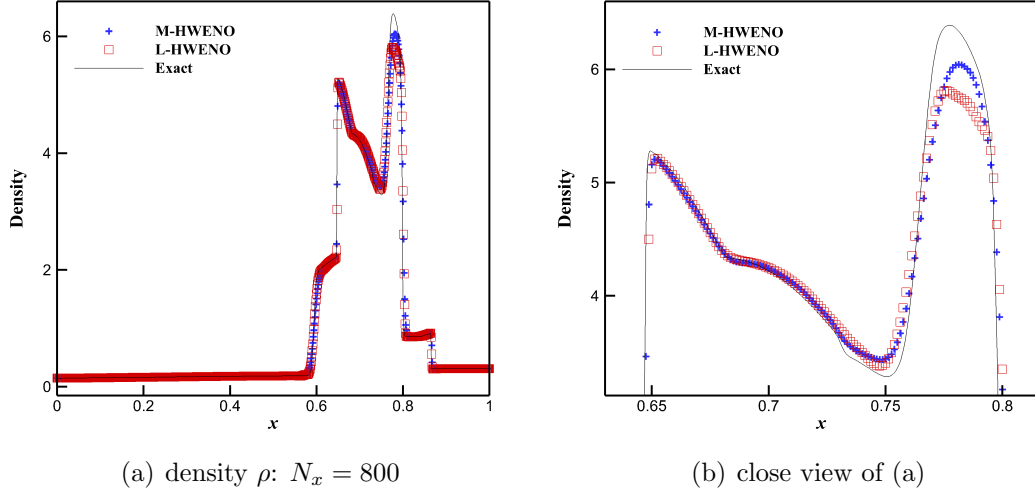 M-HWENO
L-HWENO
Exact
Density
6
4
2
0
0
0.2
0.4
0.6
0.8
1
x
(a) density ρ: Nₓ = 800
M-HWENO
L-HWENO
Exact
Density
6
5
4
0.65
0.7
0.75
0.8
x
(b) close view of (a)